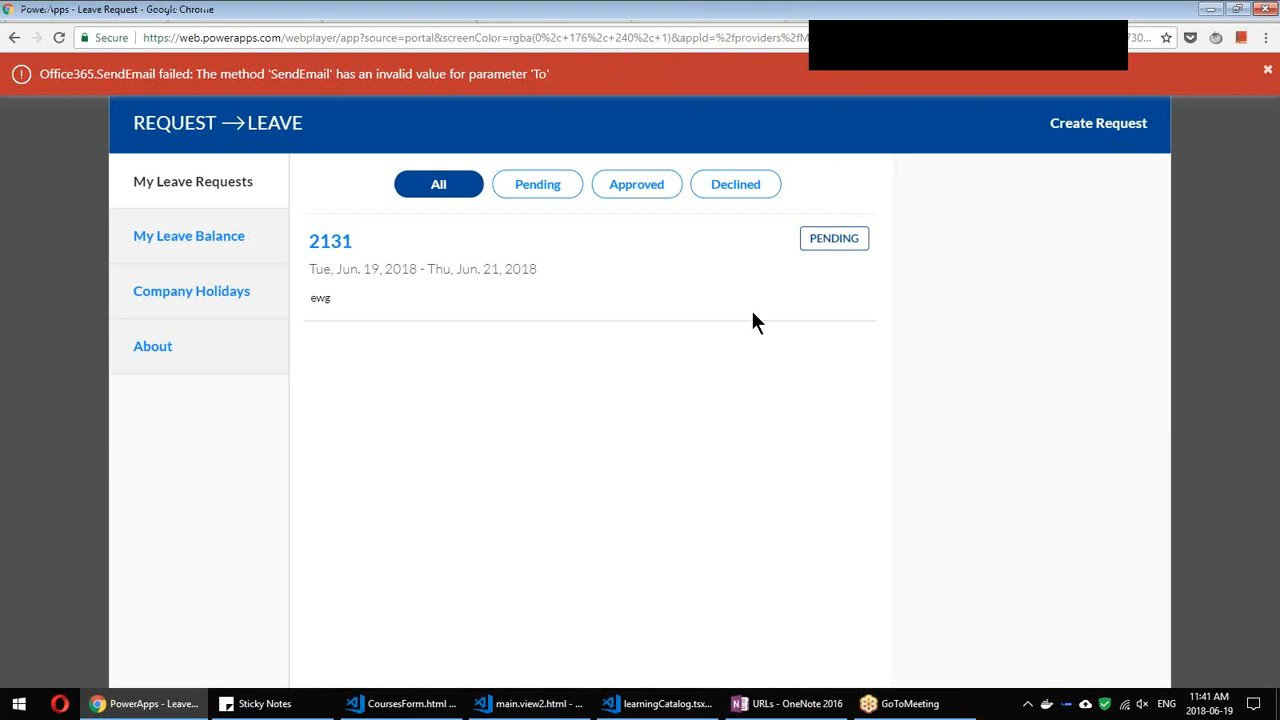 PowerApps - Leave Request - Google Chrome
Secure https://web.powerapps.com/webplayer/app?source=portal&screenColor=rgba(0%2c+176%2c+240%2c+1)&appId=%2fproviders%2fM 730...
Office365.SendEmail failed: The method 'SendEmail' has an invalid value for parameter 'To'
REQUEST → LEAVE
Create Request
My Leave Requests
All Pending Approved Declined
My Leave Balance
2131 PENDING
Tue, Jun. 19, 2018 - Thu, Jun. 21, 2018
Company Holidays
ewg
About
PowerApps - Leave... Sticky Notes CoursesForm.html ... main.view2.html - ... learningCatalog.tsx... URLs - OneNote 2016 GoToMeeting ENG 11:41 AM
2018-06-19